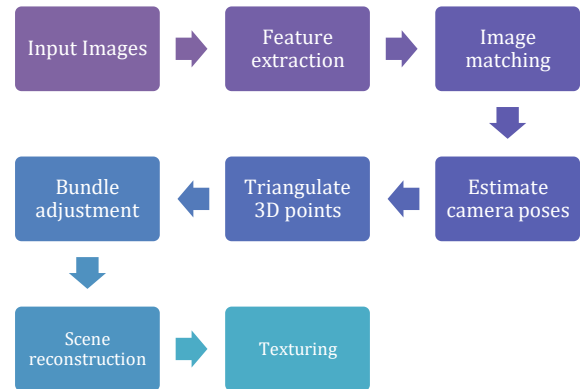 Input Images
Feature
extraction
Image
matching
Estimate
camera poses
Triangulate
3D points
Bundle
adjustment
Scene
reconstruction
Texturing